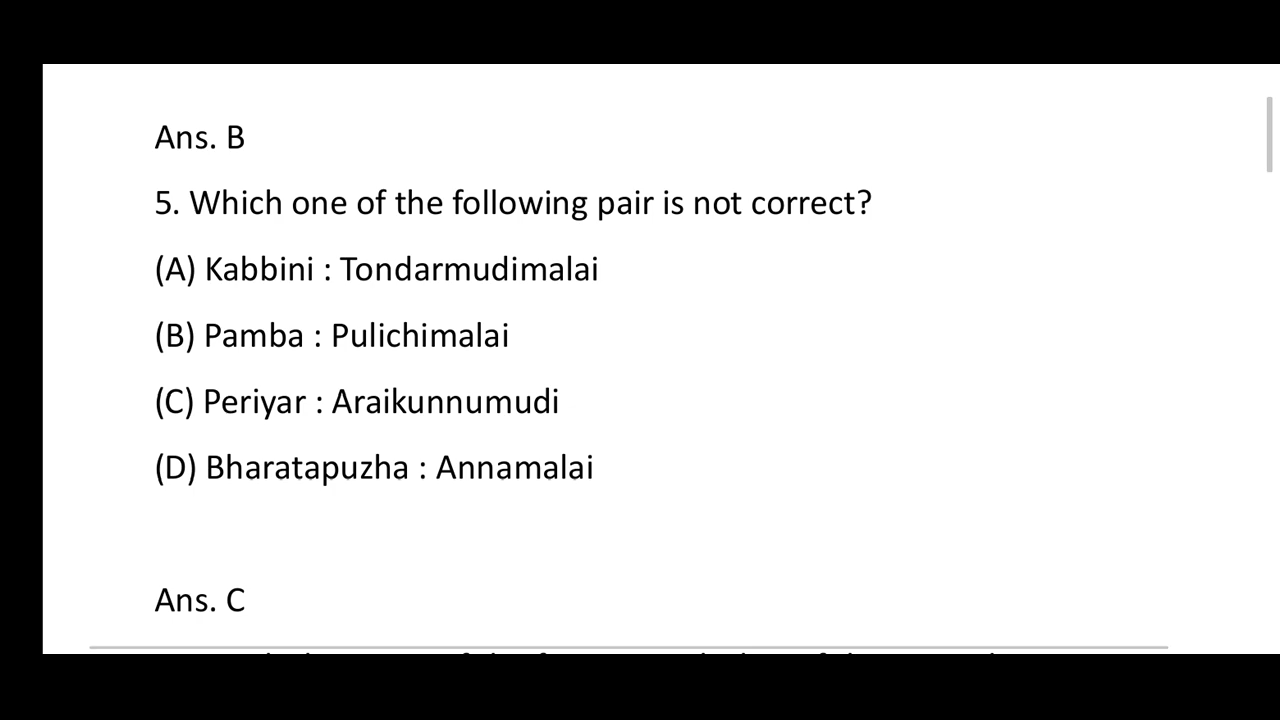 Ans. B
5. Which one of the following pair is not correct?
(A) Kabbini : Tondarmudimalai
(B) Pamba : Pulichimalai
(C) Periyar : Araikunnumudi
(D) Bharatapuzha : Annamalai
Ans. C